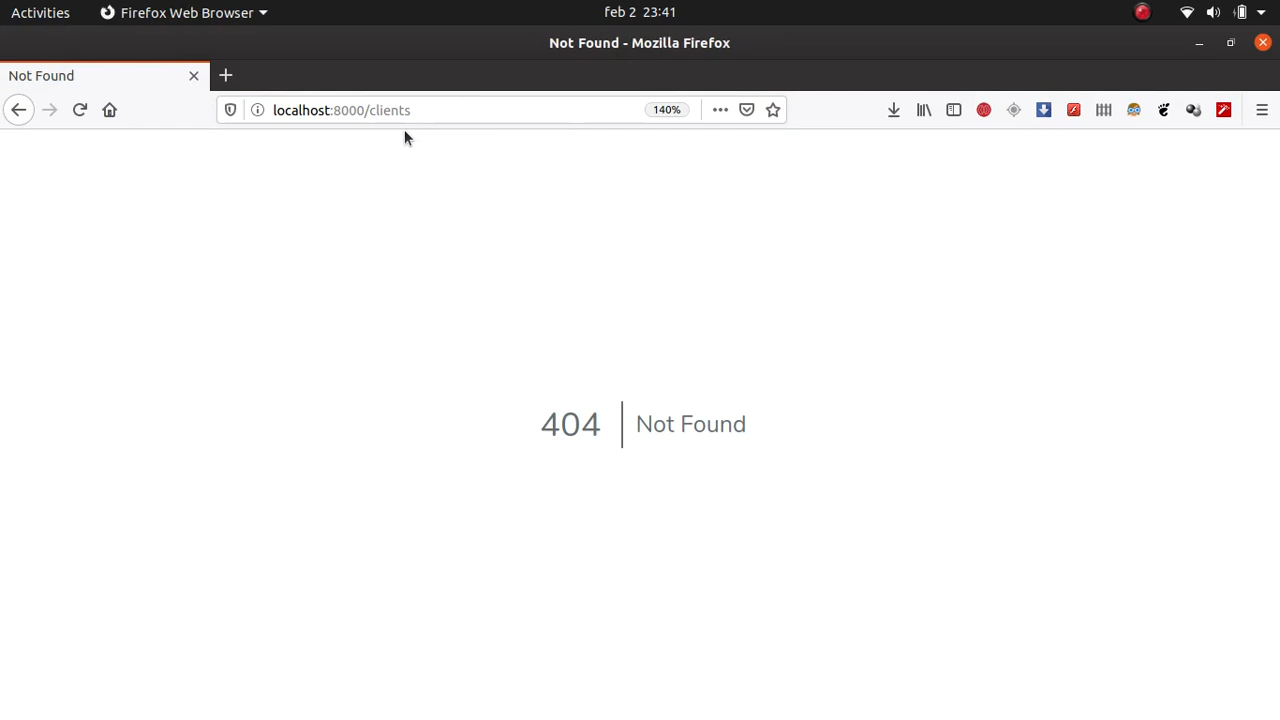 Activities Firefox Web Browser feb 2 23:41
Not Found - Mozilla Firefox
Not Found
localhost:8000/clients 140%
404 Not Found